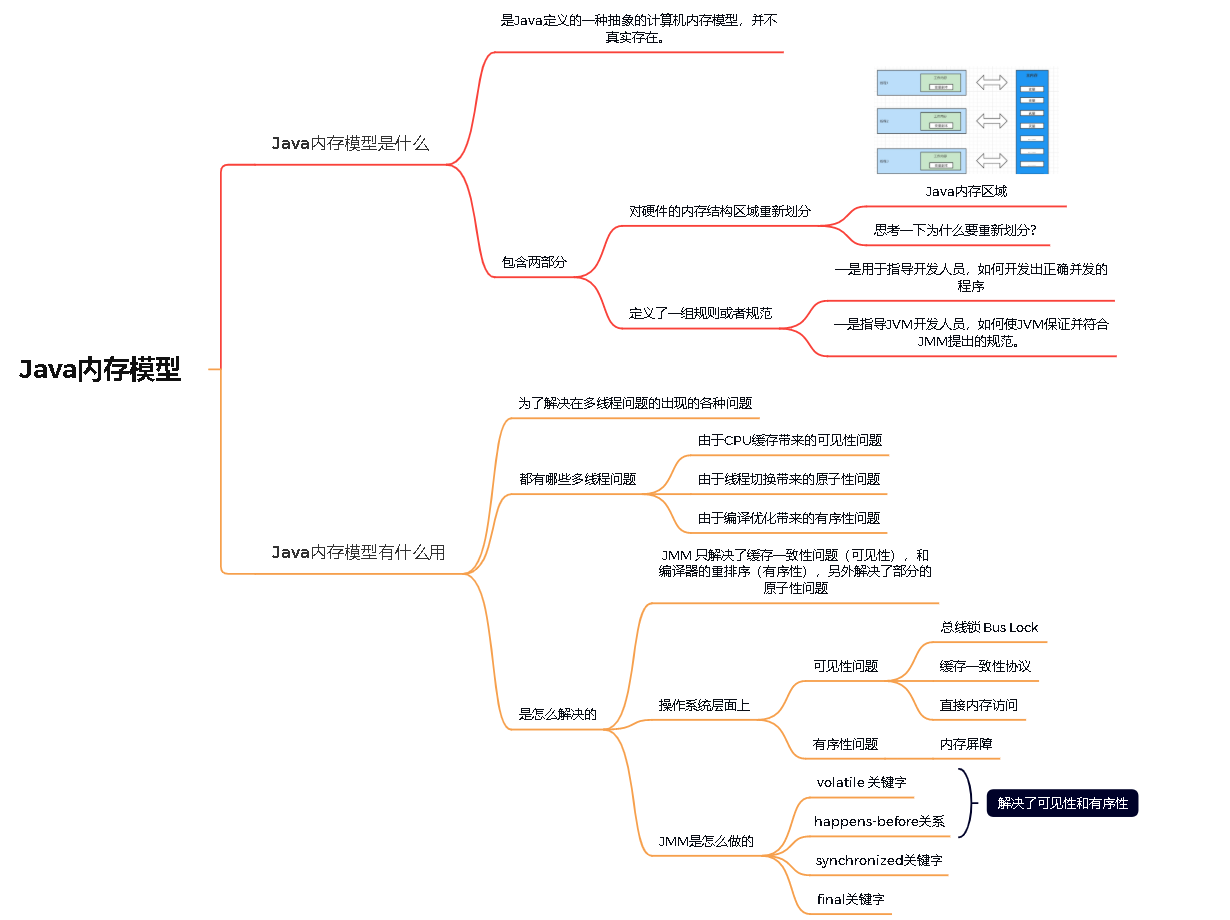 是Java定义的一种抽象的计算机内存模型，并不
真实存在。
Java内存模型是什么
Java内存区域
对硬件的内存结构区域重新划分
思考一下为什么要重新划分？
包含两部分
一是用于指导开发人员，如何开发出正确并发的
程序
定义了一组规则或者规范
一是指导JVM开发人员，如何使JVM保证并符合
JMM提出的规范。
Java内存模型
为了解决在多线程问题的出现的各种问题
由于CPU缓存带来的可见性问题
都有哪些多线程问题
由于线程切换带来的原子性问题
由于编译优化带来的有序性问题
Java内存模型有什么用
JMM 只解决了缓存一致性问题（可见性），和
编译器的重排序（有序性），另外解决了部分的
原子性问题
总线锁 Bus Lock
可见性问题
缓存一致性协议
操作系统层面上
直接内存访问
是怎么解决的
有序性问题
内存屏障
volatile 关键字
解决了可见性和有序性
happens-before关系
JMM是怎么做的
synchronized关键字
final关键字